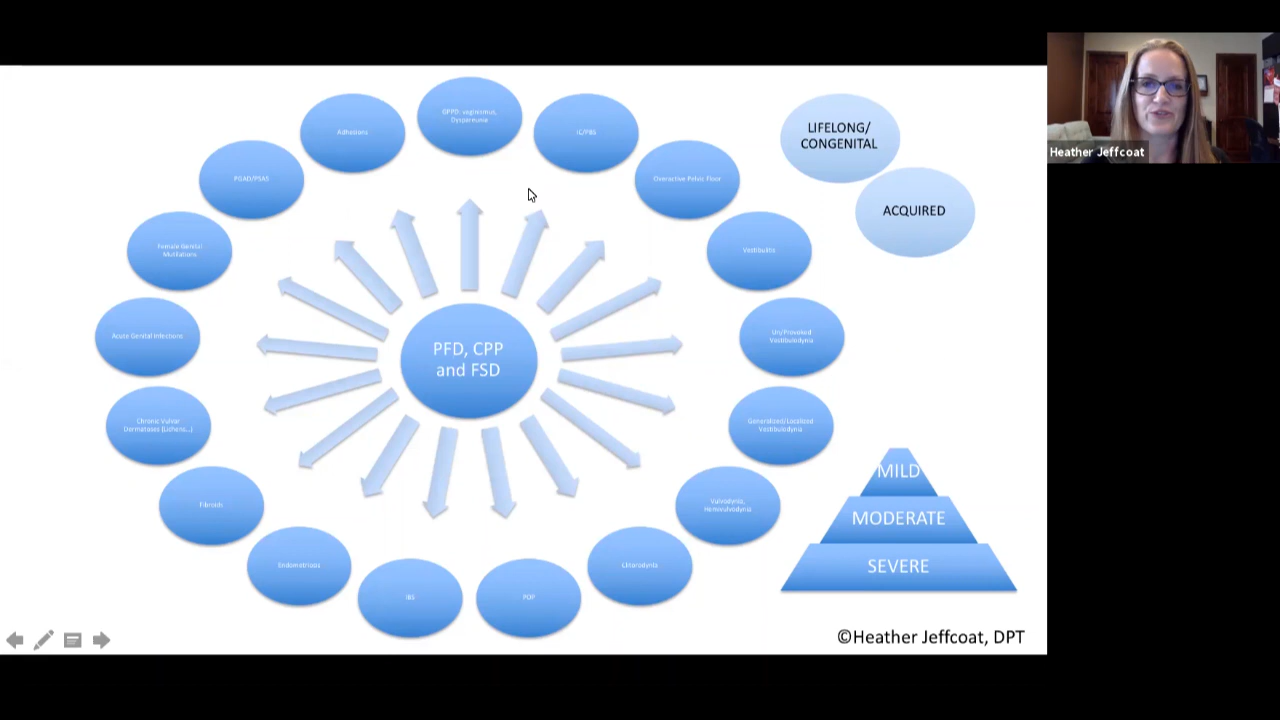 GPPD: vaginismus,
Dyspareunia
IC/PBS
Overactive Pelvic Floor
Vestibulitis
Un/Provoked
Vestibulodynia
Generalized/Localized
Vestibulodynia
Vulvodynia,
Hemivulvodynia
Clitorodynia
POP
IBS
Endometriosis
Fibroids
Chronic Vulvar
Dermatoses (Lichens...)
Acute Genital Infections
Female Genital
Mutilations
PGAD/PSAS
Adhesions
PFD, CPP
and FSD
LIFELONG/
CONGENITAL
ACQUIRED
MILD
MODERATE
SEVERE
©Heather Jeffcoat, DPT
Heather Jeffcoat